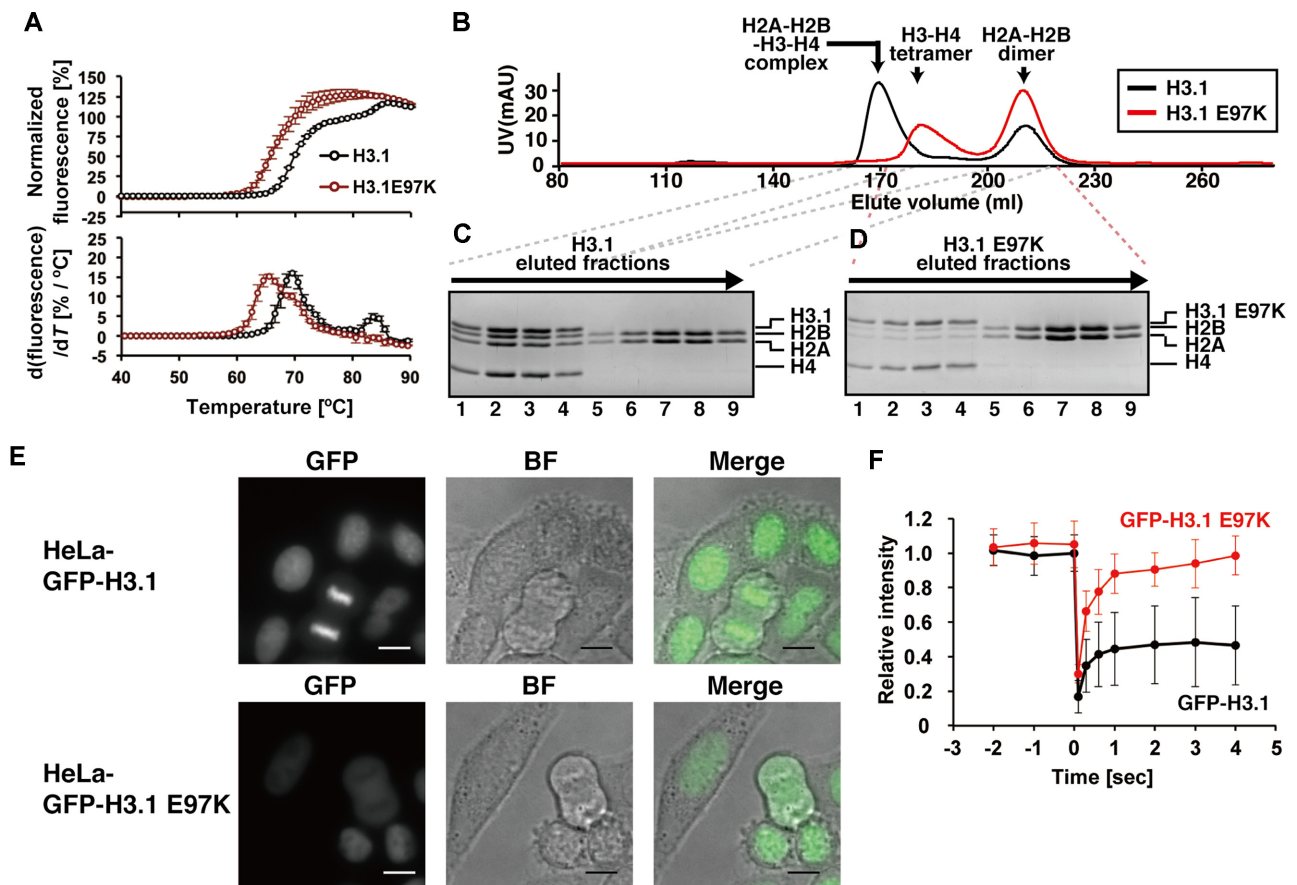 A
Normalized
fluorescence [%]
150
125
100
75
50
25
0
-25
H3.1
H3.1E97K
d(fluorescence)
/dT [% / ºC]
25
20
15
10
5
0
-5
40
50
60
70
80
90
Temperature [ºC]
B
H2A-H2B
-H3-H4
complex
H3-H4
tetramer
H2A-H2B
dimer
UV(mAU)
30
20
10
0
H3.1
H3.1 E97K
80
110
140
170
200
230
260
Elute volume (ml)
C
H3.1
eluted fractions
H3.1
H2B
H2A
H4
1 2 3 4 5 6 7 8 9
D
H3.1 E97K
eluted fractions
H3.1 E97K
H2B
H2A
H4
1 2 3 4 5 6 7 8 9
E
GFP
BF
Merge
HeLa-
GFP-H3.1
GFP
BF
Merge
HeLa-
GFP-H3.1 E97K
F
Relative intensity
1.2
1.0
0.8
0.6
0.4
0.2
0
GFP-H3.1 E97K
GFP-H3.1
-3 -2 -1 0 1 2 3 4 5
Time [sec]